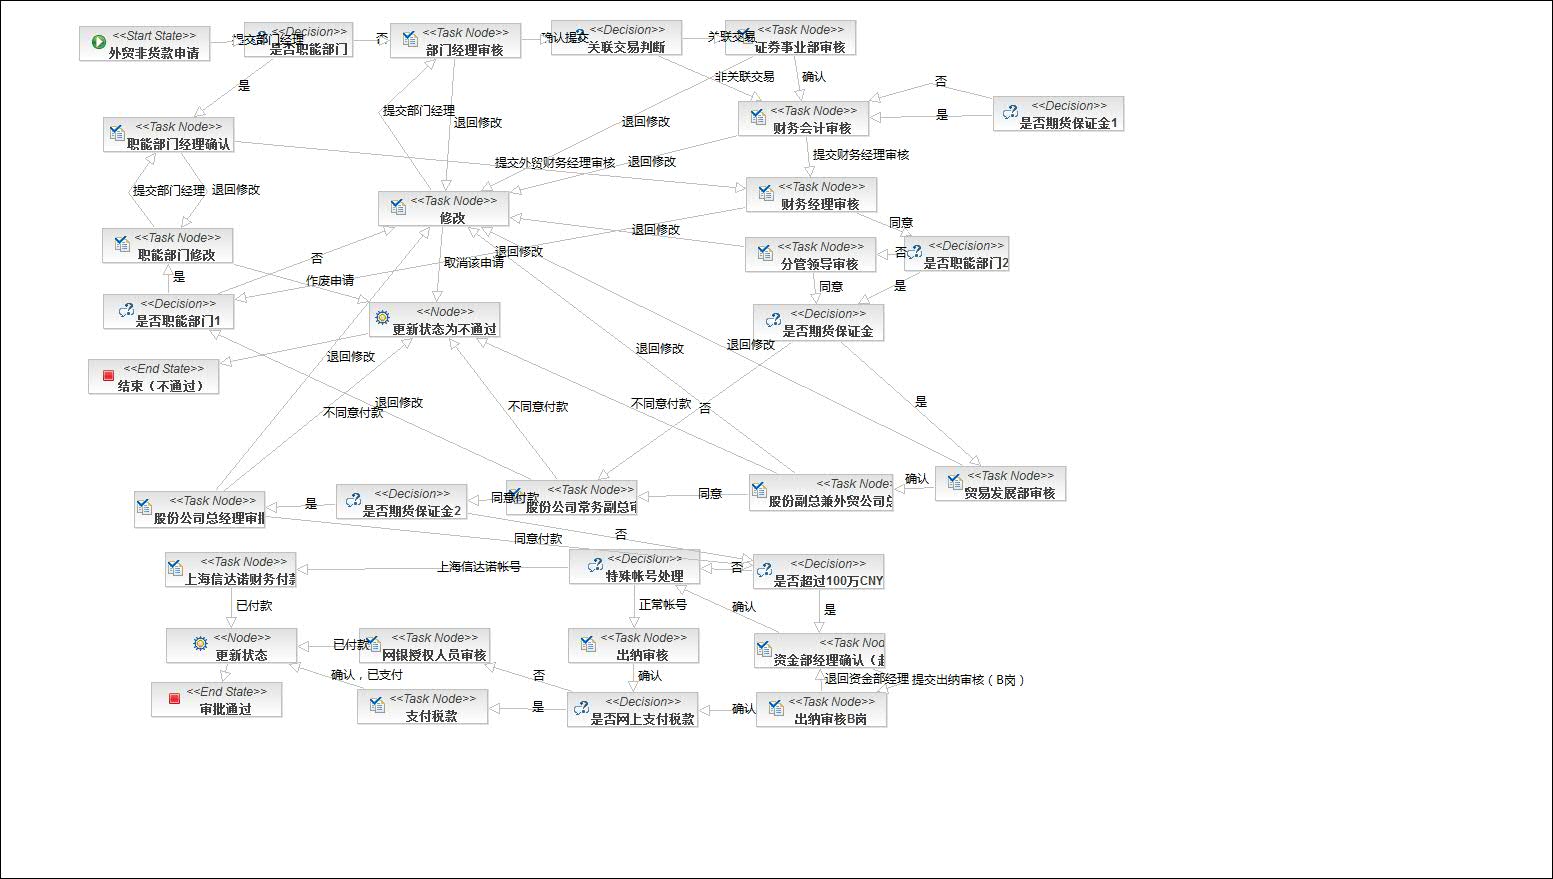 <<Start State>>
外贸非货款申请
提交部门经理
<<Decision>>
是否职能部门
否
<<Task Node>>
部门经理审核
确认提交
<<Decision>>
关联交易判断
关联交易
<<Task Node>>
证券事业部审核
是
提交部门经理
退回修改
非关联交易
确认
退回修改
否
<<Task Node>>
财务会计审核
是
<<Decision>>
是否期货保证金1
<<Task Node>>
职能部门经理确认
提交外贸财务经理审核
退回修改
提交财务经理审核
提交部门经理
退回修改
<<Task Node>>
修改
<<Task Node>>
财务经理审核
同意
<<Task Node>>
职能部门修改
否
退回修改
取消该申请
退回修改
<<Task Node>>
分管领导审核
否
<<Decision>>
是否职能部门2
是
作废申请
同意
是
<<Decision>>
是否职能部门1
<<Node>>
更新状态为不通过
<<Decision>>
是否期货保证金
退回修改
退回修改
退回修改
<<End State>>
结束（不通过）
不同意付款
退回修改
不同意付款
不同意付款
否
是
<<Task Node>>
股份公司总经理审批
是
<<Decision>>
是否期货保证金2
同意付款
<<Task Node>>
股份公司常务副总审
同意
<<Task Node>>
股份副总兼外贸公司总
确认
<<Task Node>>
贸易发展部审核
同意付款
否
<<Task Node>>
上海信达诺财务付款
上海信达诺帐号
<<Decision>>
特殊帐号处理
否
<<Decision>>
是否超过100万CNY
已付款
正常帐号
确认
是
<<Node>>
更新状态
已付款
<<Task Node>>
网银授权人员审核
<<Task Node>>
出纳审核
<<Task Nod
资金部经理确认（超
确认，已支付
否
确认
退回资金部经理
提交出纳审核（B岗）
<<End State>>
审批通过
<<Task Node>>
支付税款
是
<<Decision>>
是否网上支付税款
确认
<<Task Node>>
出纳审核B岗